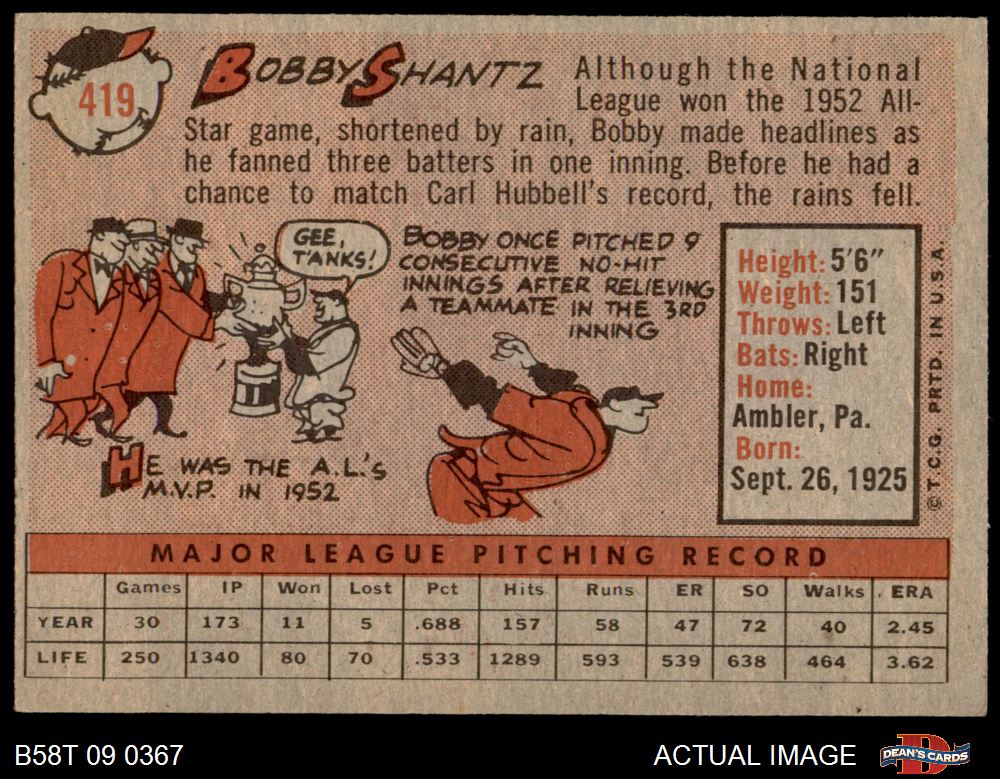 419
BOBBY SHANTZ
Although the National
League won the 1952 All-
Star game, shortened by rain, Bobby made headlines as
he fanned three batters in one inning. Before he had a
chance to match Carl Hubbell's record, the rains fell.
GEE,
T'ANKS!
HE WAS THE A.L.'S
M.V.P. IN 1952
BOBBY ONCE PITCHED 9
CONSECUTIVE NO-HIT
INNINGS AFTER RELIEVING
A TEAMMATE IN THE 3RD
INNING
Height: 5'6"
Weight: 151
Throws: Left
Bats: Right
Home:
Ambler, Pa.
Born:
Sept. 26, 1925
© T.C.G. PRTD. IN U.S.A.
MAJOR LEAGUE PITCHING RECORD
Games IP Won Lost Pct Hits Runs ER SO Walks ERA
YEAR 30 173 11 5 .688 157 58 47 72 40 2.45
LIFE 250 1340 80 70 .533 1289 593 539 638 464 3.62
B58T 09 0367
ACTUAL IMAGE
DEAN'S CARDS